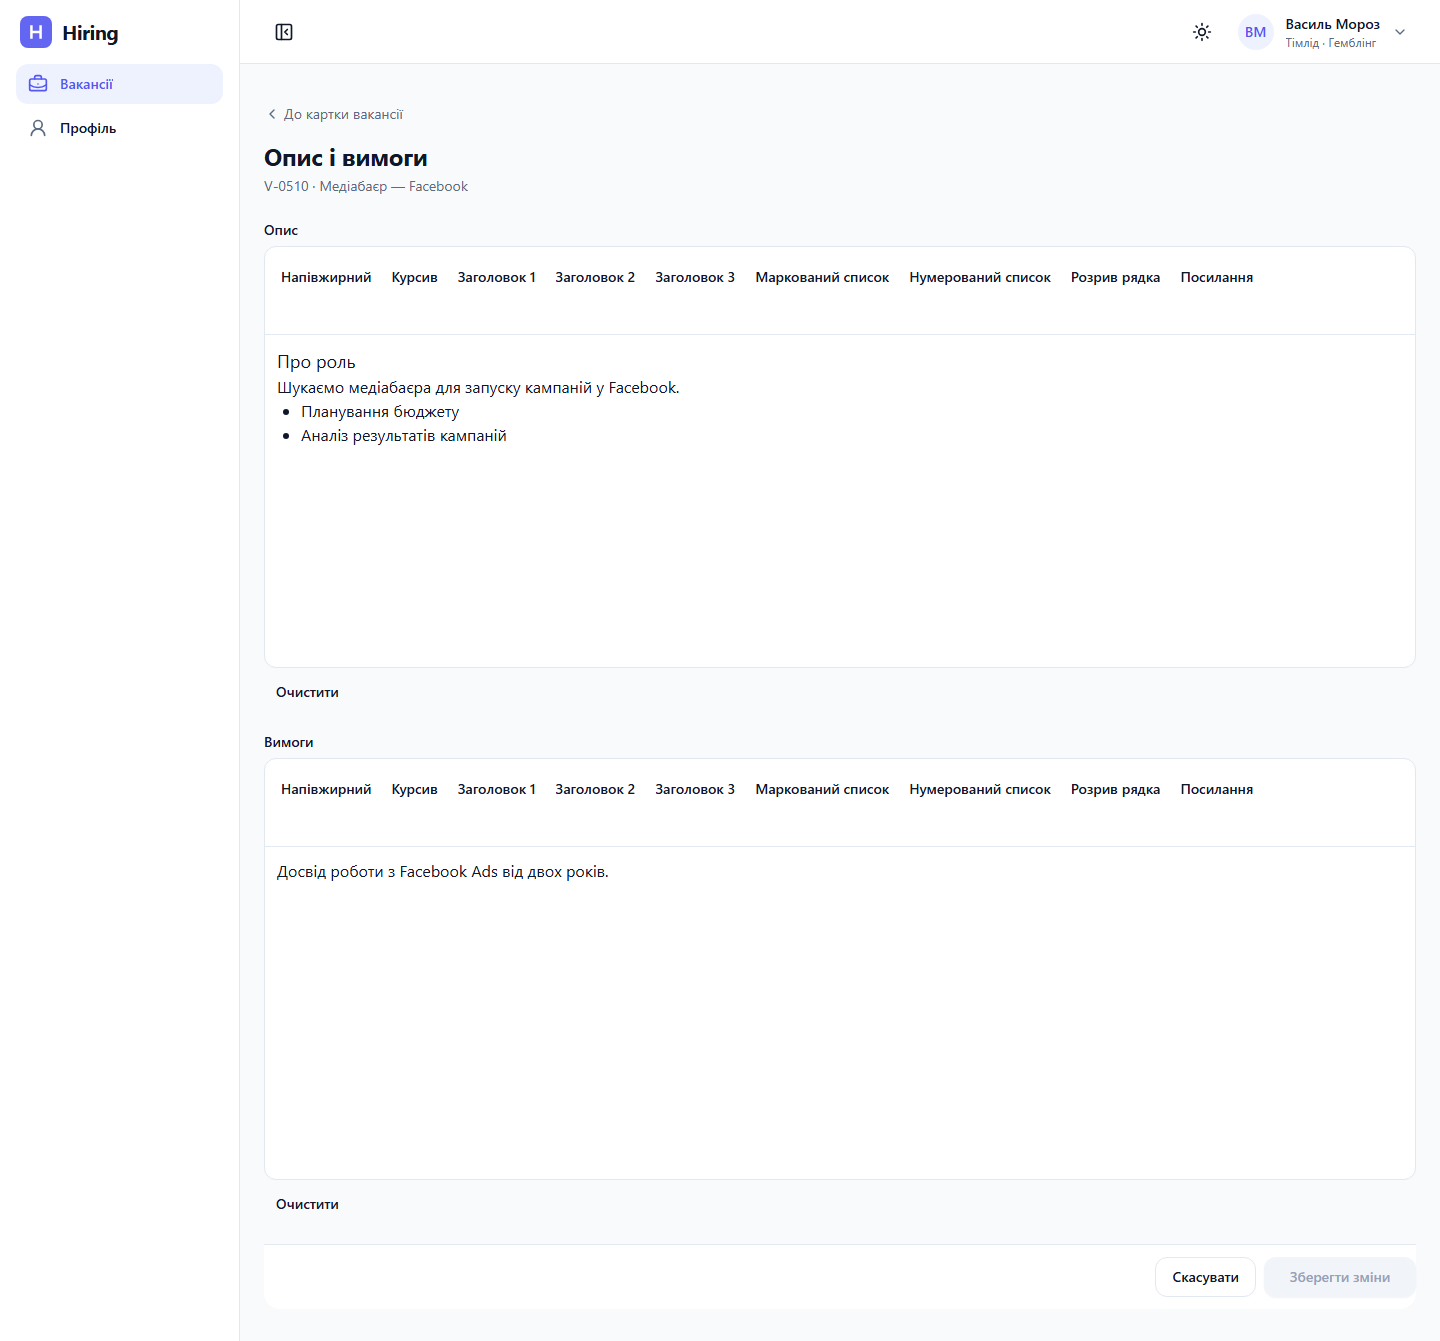 H Hiring
Вакансії
Профіль
ВМ
Василь Мороз
Тімлід · Гемблінг
До картки вакансії
Опис і вимоги
V-0510 · Медіабаєр — Facebook
Опис
Напівжирний Курсив Заголовок 1 Заголовок 2 Заголовок 3 Маркований список Нумерований список Розрив рядка Посилання
Про роль
Шукаємо медіабаєра для запуску кампаній у Facebook.
Планування бюджету
Аналіз результатів кампаній
Очистити
Вимоги
Напівжирний Курсив Заголовок 1 Заголовок 2 Заголовок 3 Маркований список Нумерований список Розрив рядка Посилання
Досвід роботи з Facebook Ads від двох років.
Очистити
Скасувати Зберегти зміни